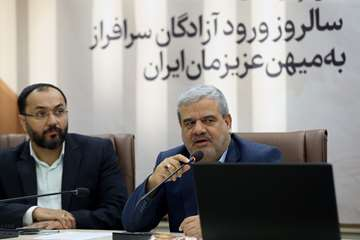 سالروز ورود آزادگان سرافراز
به میهن عزیزمان ایران